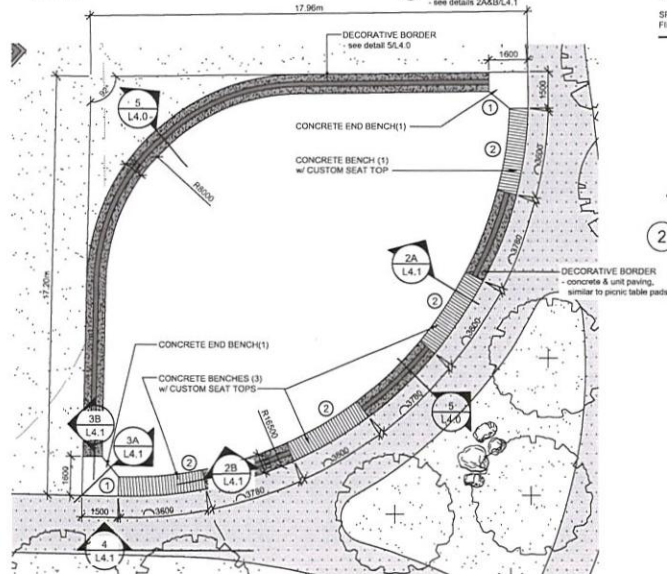 - see details 2A&B/L4.1
17.96m
DECORATIVE BORDER
- see detail 5/L4.0
1600
1500
90°
5
L4.0
CONCRETE END BENCH(1)
1
2
CONCRETE BENCH (1)
w/ CUSTOM SEAT TOP
3600
R6000
3780
2
2A
L4.1
2
DECORATIVE BORDER
- concrete & unit paving,
similar to picnic table pads
17.20m
3600
CONCRETE END BENCH(1)
CONCRETE BENCHES (3)
w/ CUSTOM SEAT TOPS
3780
5
L4.0
3B
L4.1
3A
L4.1
2
R16500
2
2B
L4.1
3600
1600
1
3780
1500
3600
4
L4.1